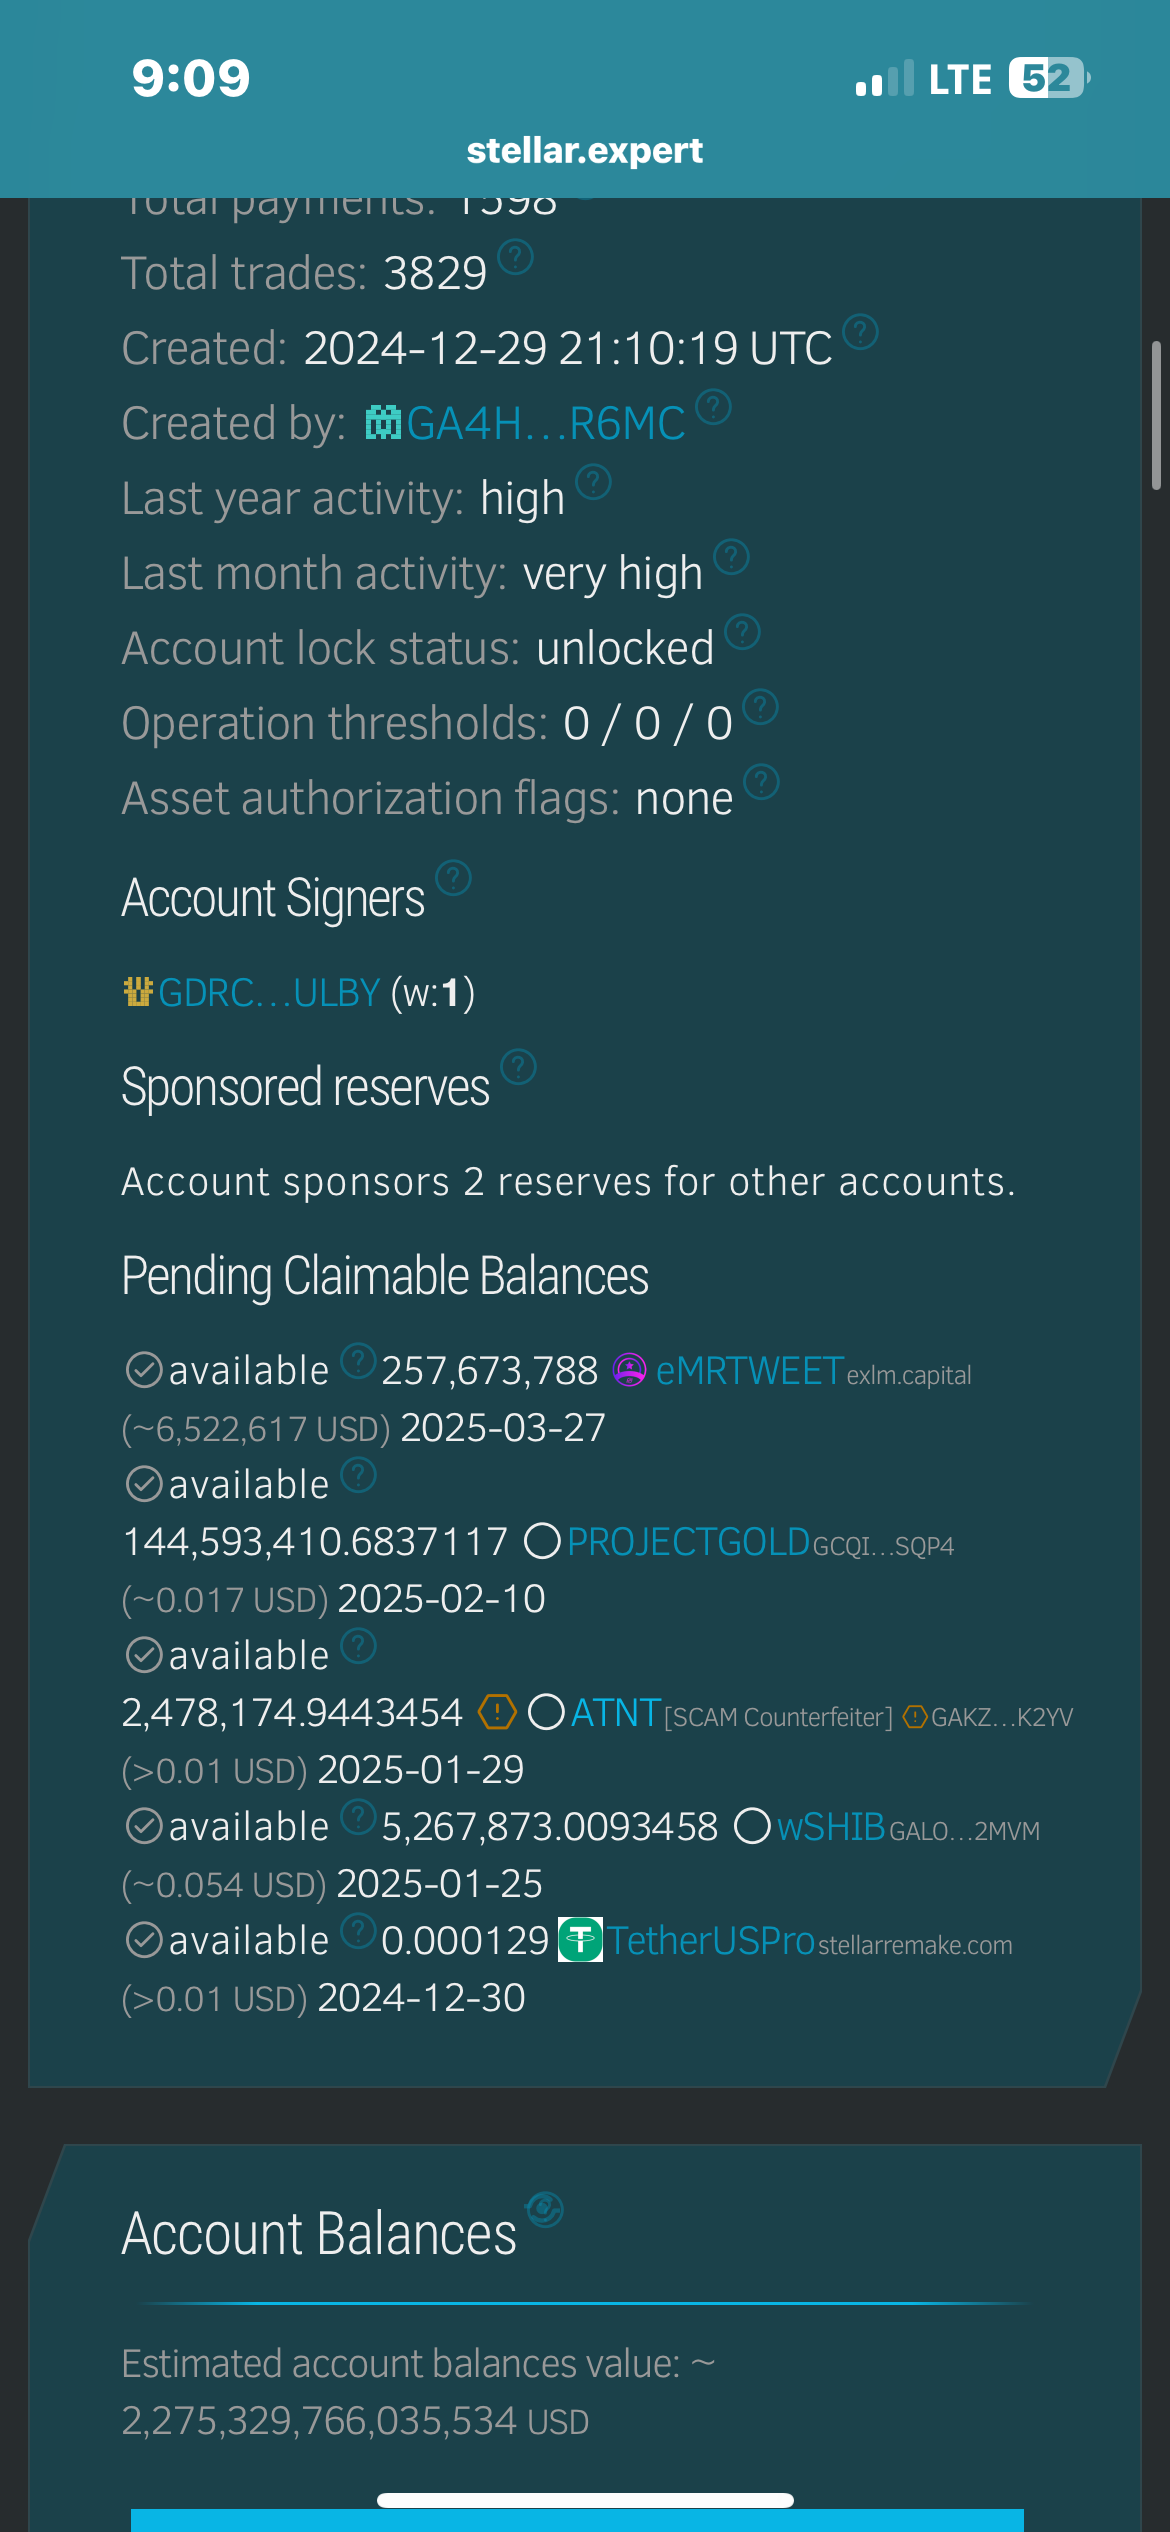 9:09
LTE 52
stellar.expert
Total payments: 1598
Total trades: 3829
Created: 2024-12-29 21:10:19 UTC
Created by: GA4H...R6MC
Last year activity: high
Last month activity: very high
Account lock status: unlocked
Operation thresholds: 0 / 0 / 0
Asset authorization flags: none
Account Signers
GDRC...ULBY (w:1)
Sponsored reserves
Account sponsors 2 reserves for other accounts.
Pending Claimable Balances
available 257,673,788 eMRTWEET exlm.capital
(~6,522,617 USD) 2025-03-27
available
144,593,410.6837117 PROJECTGOLD GCQI...SQP4
(~0.017 USD) 2025-02-10
available
2,478,174.9443454 ATNT [SCAM Counterfeiter] GAKZ...K2YV
(>0.01 USD) 2025-01-29
available 5,267,873.0093458 wSHIB GALO...2MVM
(~0.054 USD) 2025-01-25
available 0.000129 TetherUSPro stellarremake.com
(>0.01 USD) 2024-12-30
Account Balances
Estimated account balances value: ~
2,275,329,766,035,534 USD